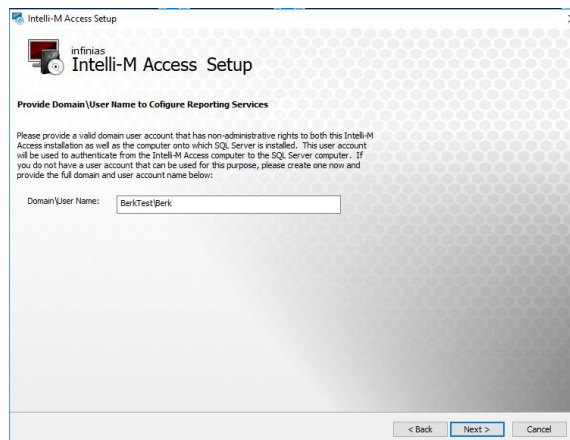 Intelli-M Access Setup
infinias
Intelli-M Access Setup
Provide Domain\User Name to Cofigure Reporting Services
Please provide a valid domain user account that has non-administrative rights to both this Intelli-M
Access installation as well as the computer onto which SQL Server is installed. This user account
will be used to authenticate from the Intelli-M Access computer to the SQL Server computer. If
you do not have a user account that can be used for this purpose, please create one now and
provide the full domain and user account name below:
Domain\User Name: BerkTest\Berk
< Back Next > Cancel